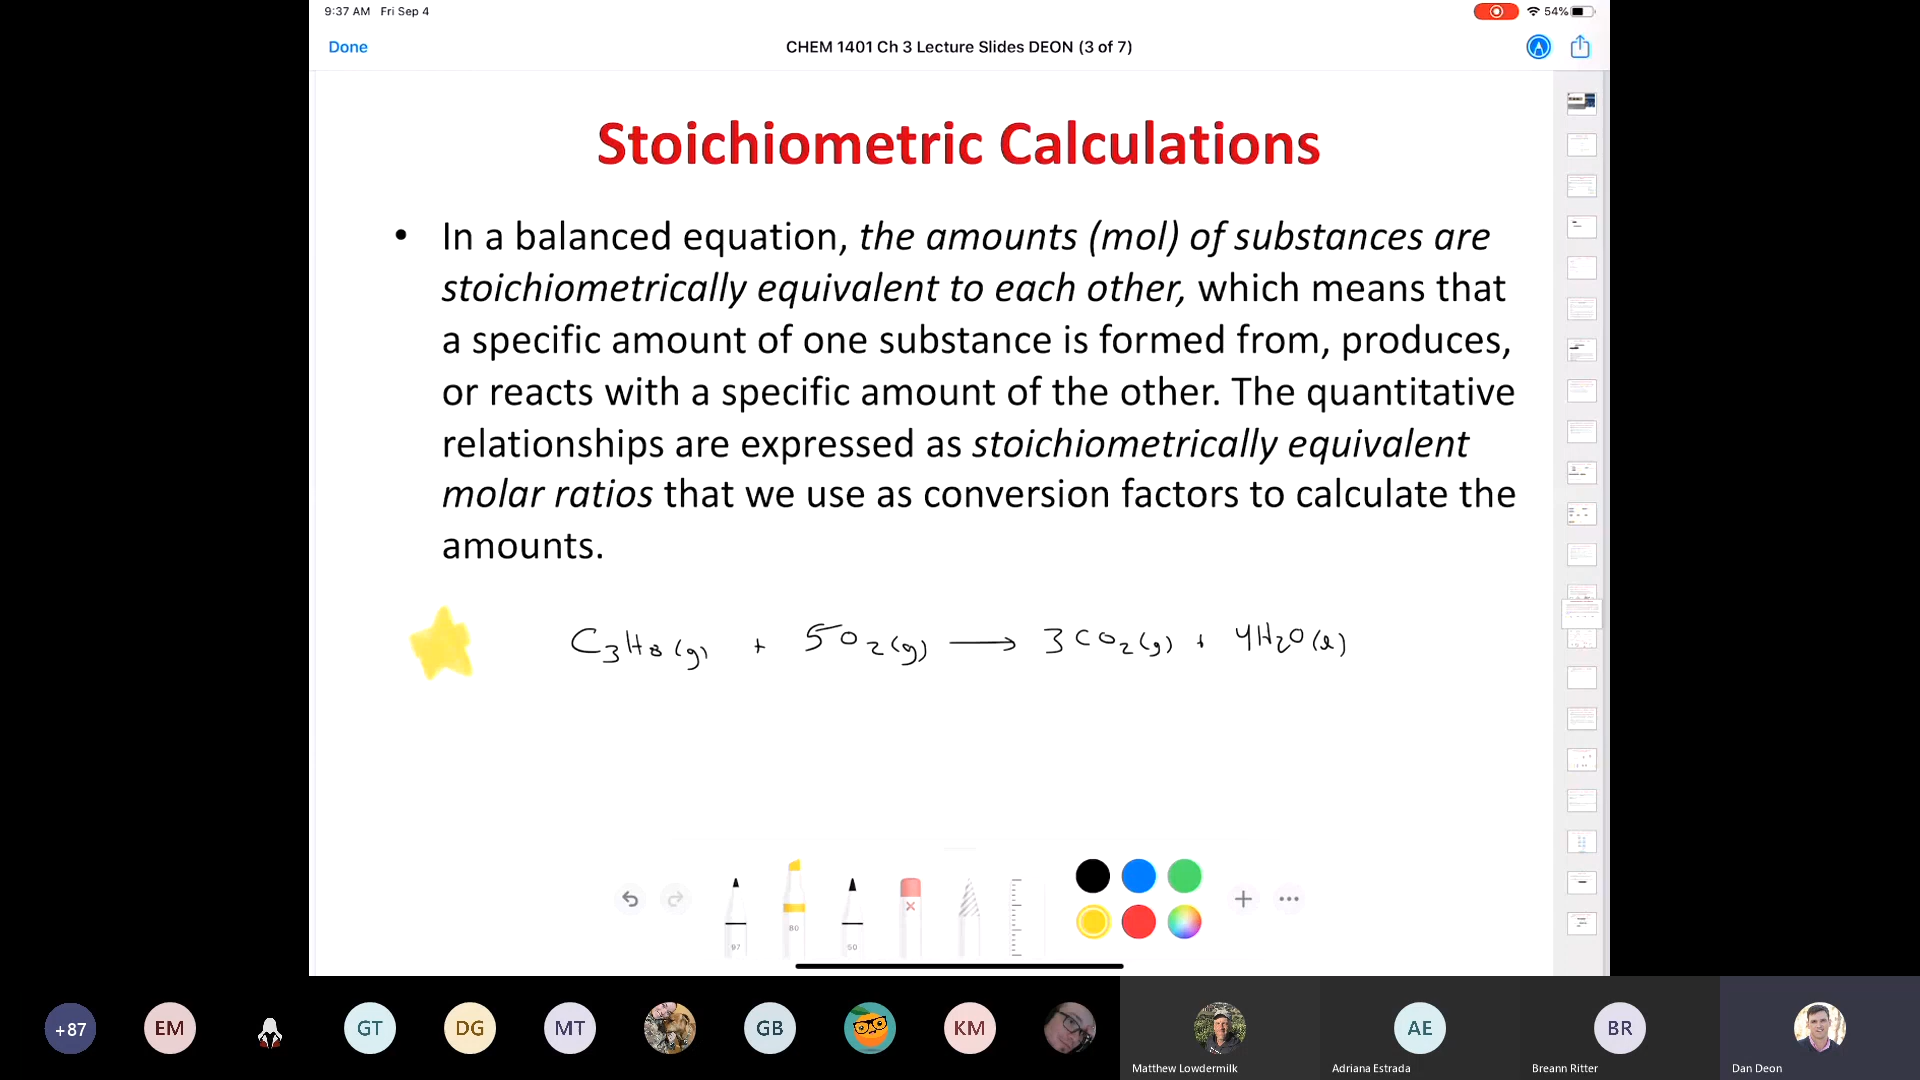 9:37 AM Fri Sep 4
54%
Done
CHEM 1401 Ch 3 Lecture Slides DEON (3 of 7)
Stoichiometric Calculations
• In a balanced equation, the amounts (mol) of substances are
stoichiometrically equivalent to each other, which means that
a specific amount of one substance is formed from, produces,
or reacts with a specific amount of the other. The quantitative
relationships are expressed as stoichiometrically equivalent
molar ratios that we use as conversion factors to calculate the
amounts.
C₃H₈(g) + 5O₂(g) ⟶ 3CO₂(g) + 4H₂O(l)
97
80
50
+87
EM
GT
DG
MT
GB
KM
AE
BR
Matthew Lowdermilk
Adriana Estrada
Breann Ritter
Dan Deon